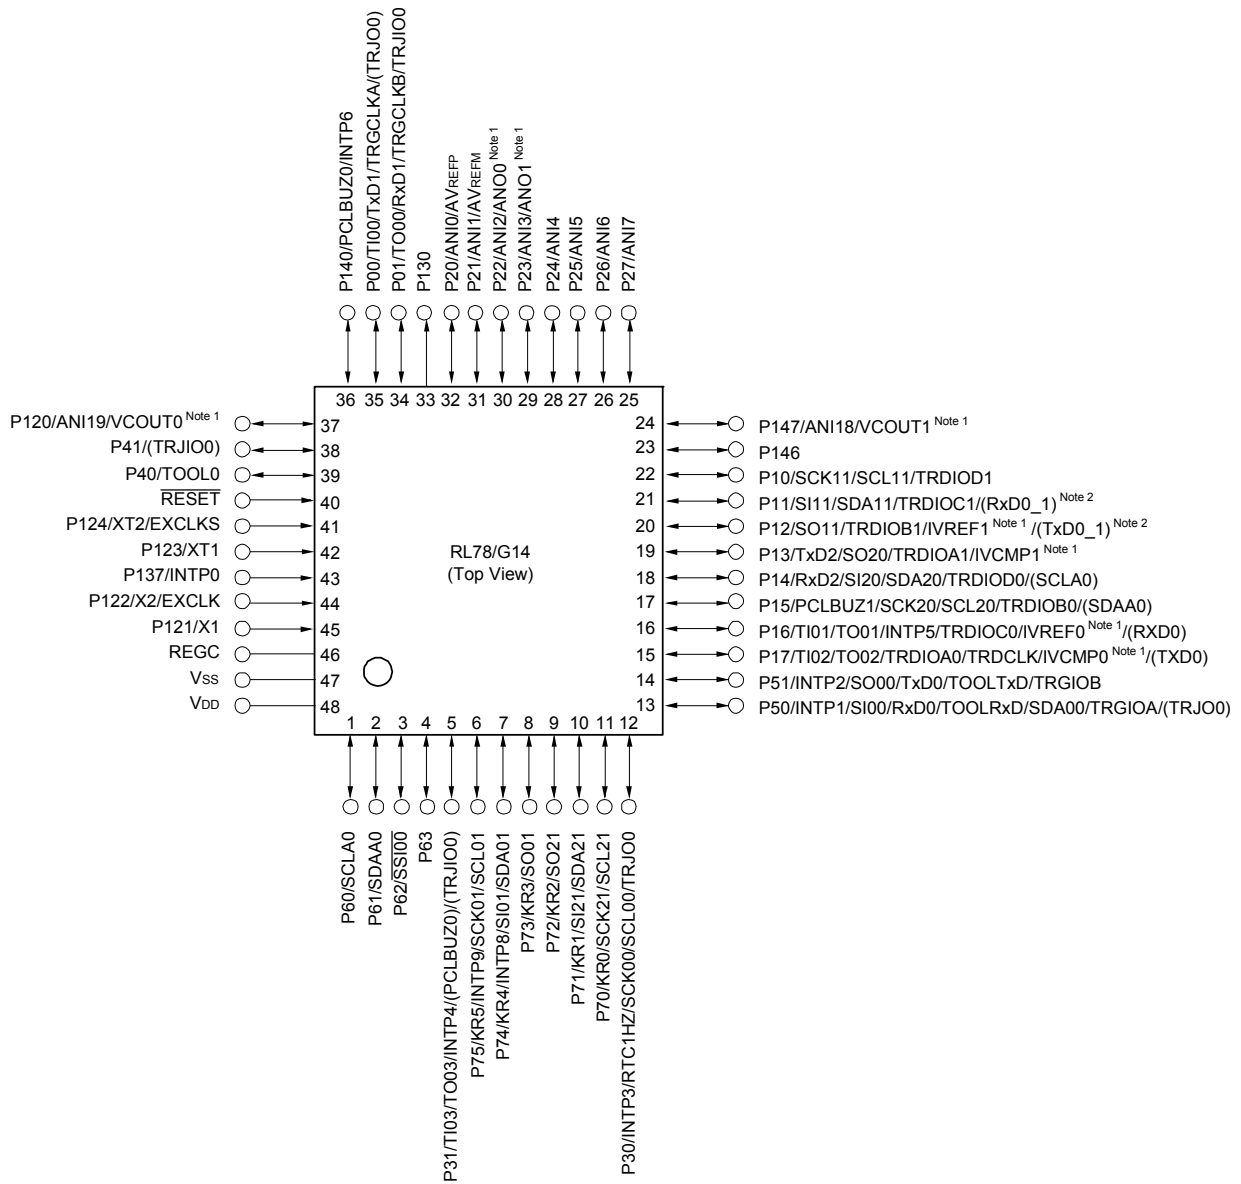 P140/PCLBUZ0/INTP6
P00/TI00/TxD1/TRGCLKA/(TRJO0)
P01/TO00/RxD1/TRGCLKB/TRJIO0
P130
P20/ANI0/AVREFP
P21/ANI1/AVREFM
P22/ANI2/ANO0 Note 1
P23/ANI3/ANO1 Note 1
P24/ANI4
P25/ANI5
P26/ANI6
P27/ANI7
36 35 34 33 32 31 30 29 28 27 26 25
P120/ANI19/VCOUT0 Note 1 37
P41/(TRJIO0) 38
P40/TOOL0 39
RESET 40
P124/XT2/EXCLKS 41
P123/XT1 42
P137/INTP0 43
P122/X2/EXCLK 44
P121/X1 45
REGC 46
VSS 47
VDD 48
RL78/G14
(Top View)
24 P147/ANI18/VCOUT1 Note 1
23 P146
22 P10/SCK11/SCL11/TRDIOD1
21 P11/SI11/SDA11/TRDIOC1/(RxD0_1) Note 2
20 P12/SO11/TRDIOB1/IVREF1 Note 1 /(TxD0_1) Note 2
19 P13/TxD2/SO20/TRDIOA1/IVCMP1 Note 1
18 P14/RxD2/SI20/SDA20/TRDIOD0/(SCLA0)
17 P15/PCLBUZ1/SCK20/SCL20/TRDIOB0/(SDAA0)
16 P16/TI01/TO01/INTP5/TRDIOC0/IVREF0 Note 1/(RXD0)
15 P17/TI02/TO02/TRDIOA0/TRDCLK/IVCMP0 Note 1/(TXD0)
14 P51/INTP2/SO00/TxD0/TOOLTxD/TRGIOB
13 P50/INTP1/SI00/RxD0/TOOLRxD/SDA00/TRGIOA/(TRJO0)
1 2 3 4 5 6 7 8 9 10 11 12
P60/SCLA0
P61/SDAA0
P62/SSI00
P63
P31/TI03/TO03/INTP4/(PCLBUZ0)/(TRJIO0)
P75/KR5/INTP9/SCK01/SCL01
P74/KR4/INTP8/SI01/SDA01
P73/KR3/SO01
P72/KR2/SO21
P71/KR1/SI21/SDA21
P70/KR0/SCK21/SCL21
P30/INTP3/RTC1HZ/SCK00/SCL00/TRJO0